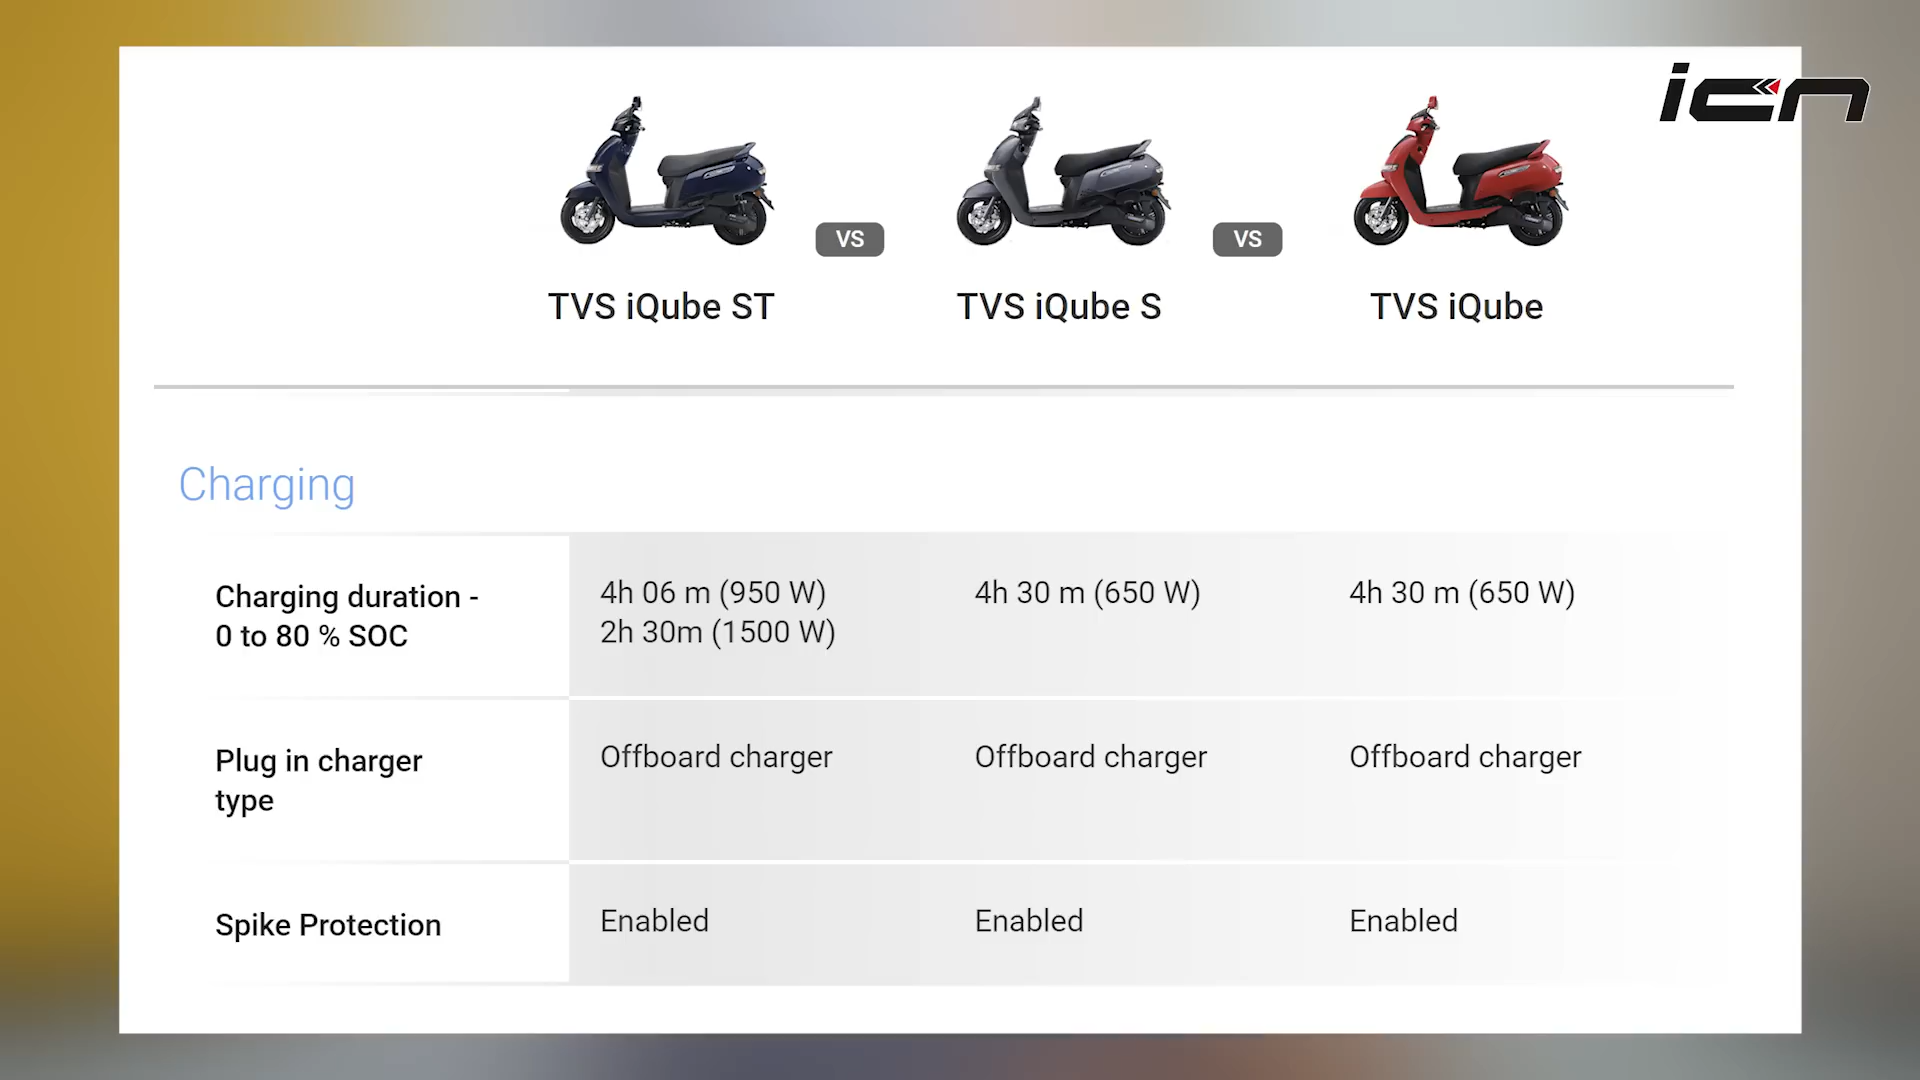 icn
VS
VS
TVS iQube ST
TVS iQube S
TVS iQube
Charging
Charging duration -
0 to 80 % SOC
4h 06 m (950 W)
2h 30m (1500 W)
4h 30 m (650 W)
4h 30 m (650 W)
Plug in charger
type
Offboard charger
Offboard charger
Offboard charger
Spike Protection
Enabled
Enabled
Enabled